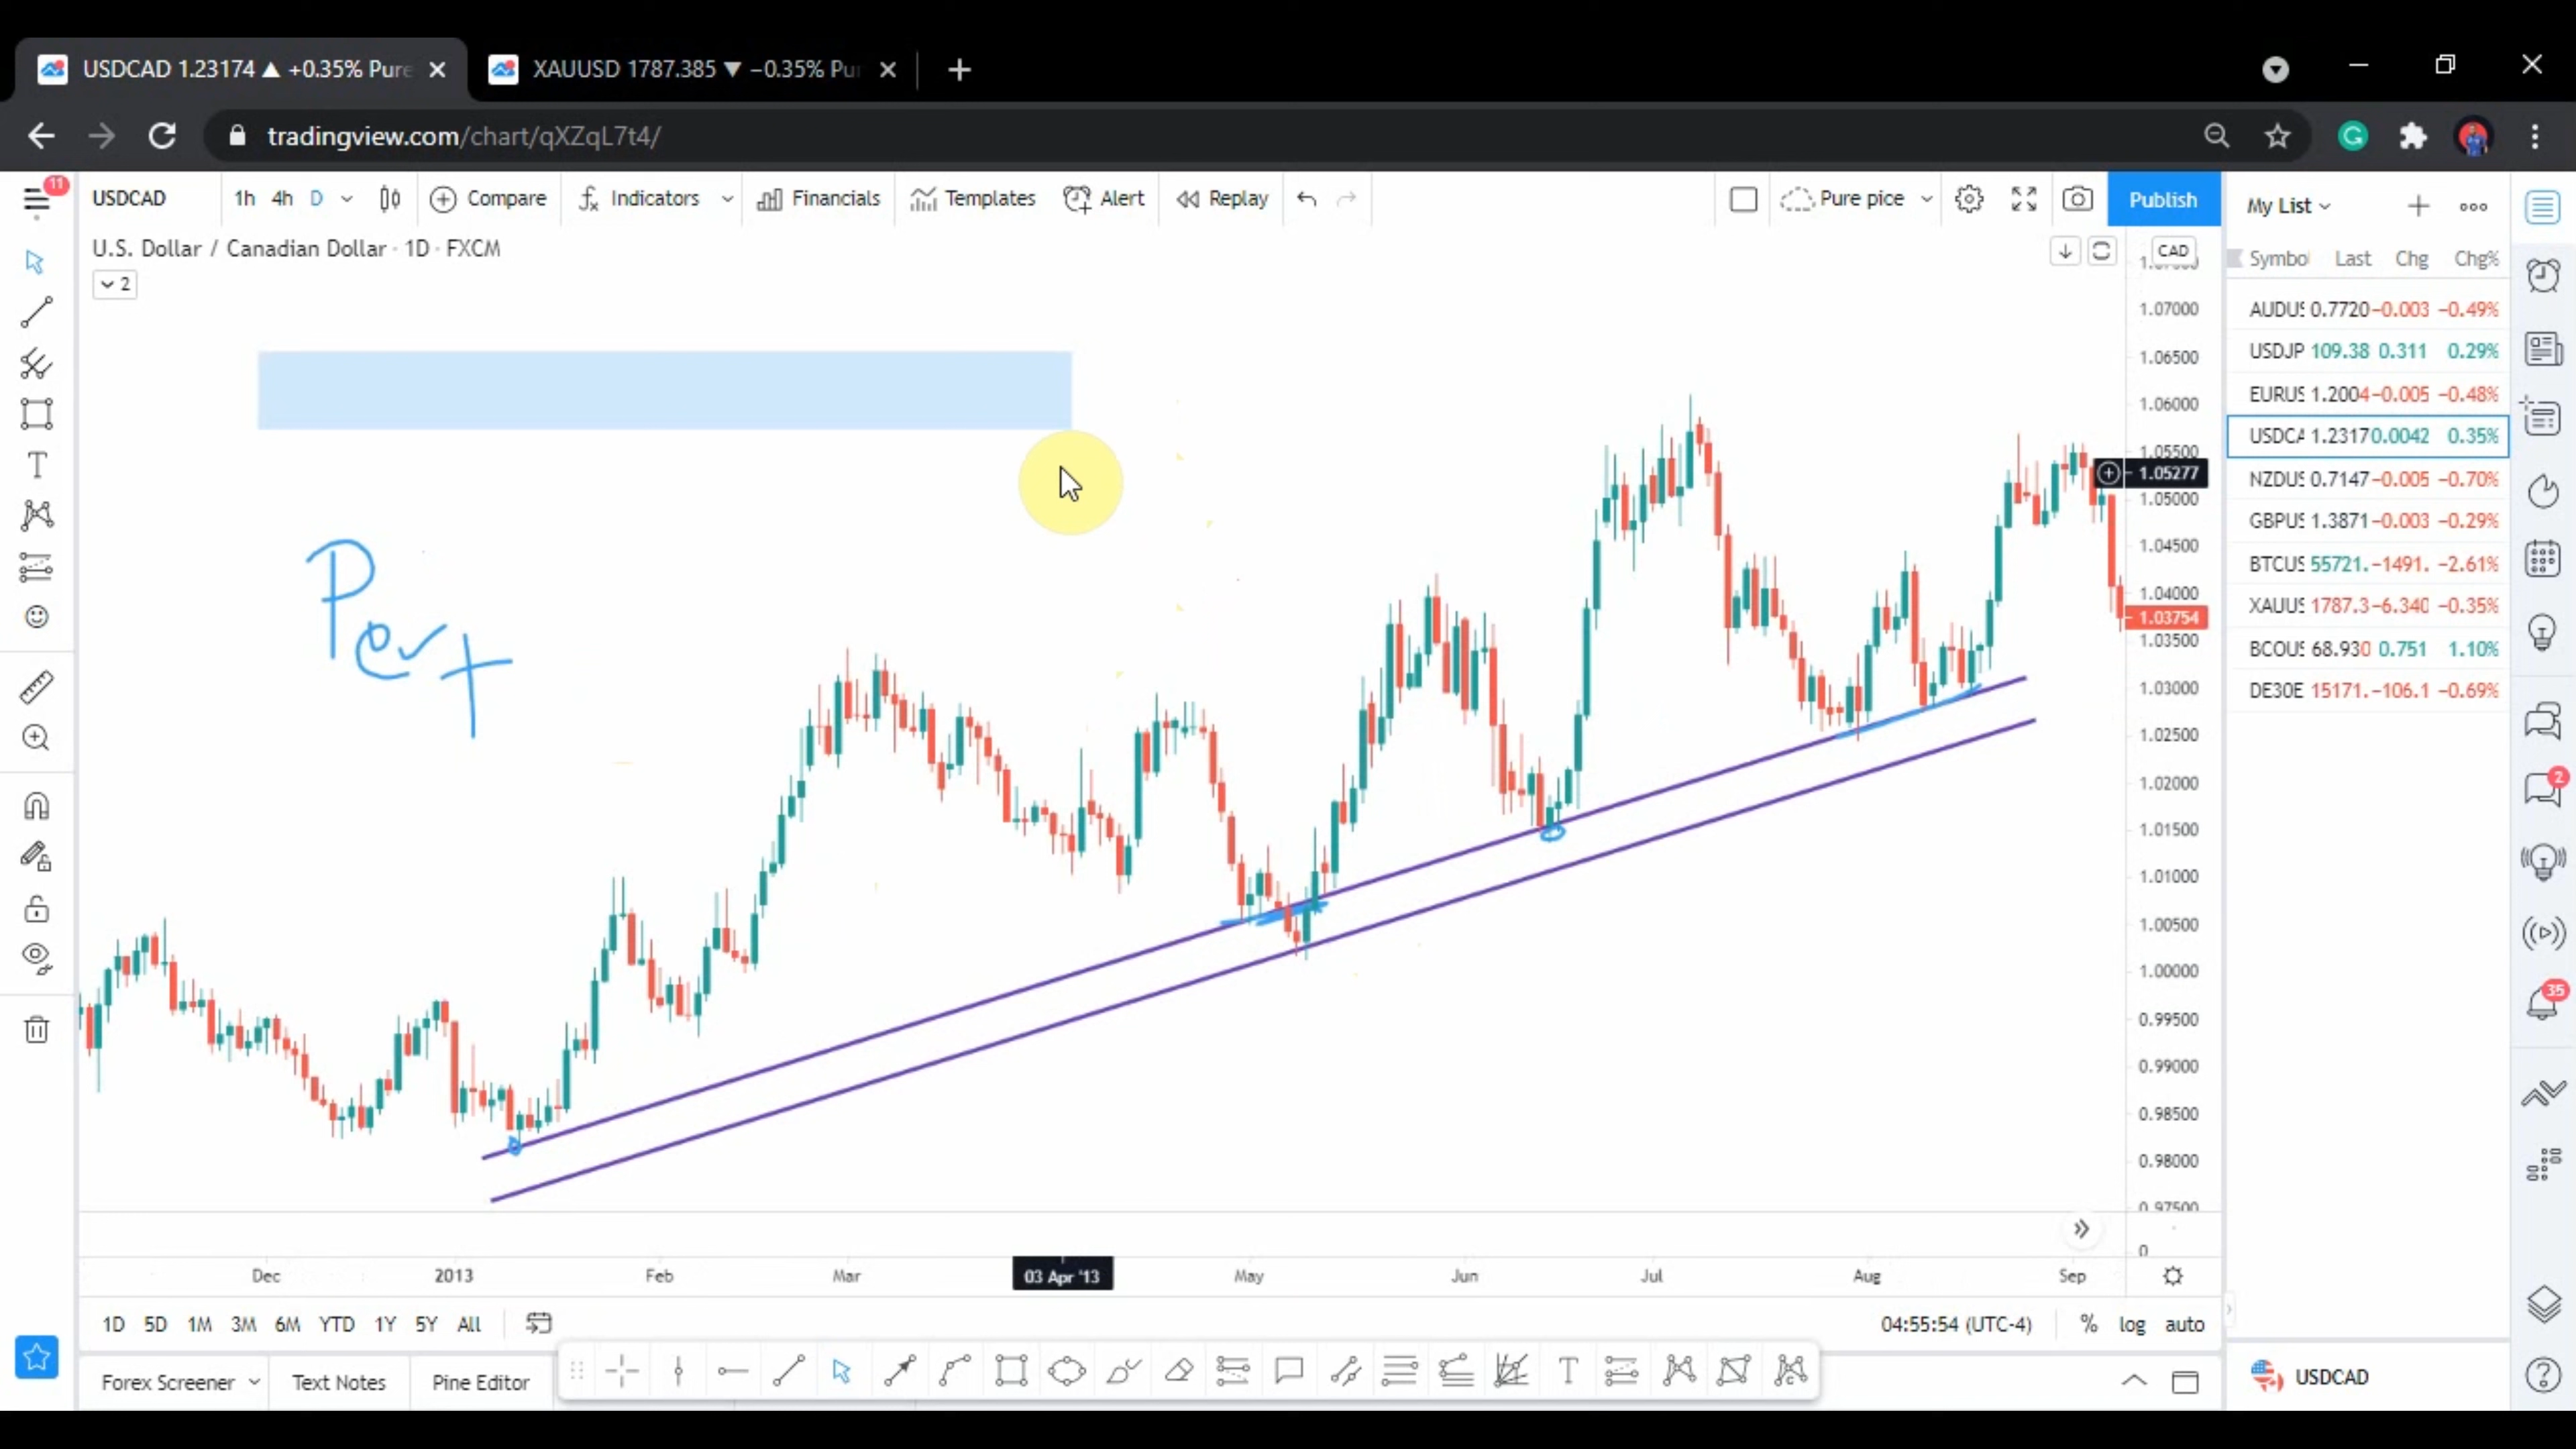 USDCAD 1.23174 ▲ +0.35% Pure
XAUUSD 1787.385 ▼ −0.35% Pu
tradingview.com/chart/qXZqL7t4/
11
USDCAD 1h 4h D Compare Indicators Financials Templates Alert Replay Pure pice Publish
My List
U.S. Dollar / Canadian Dollar · 1D · FXCM
2
CAD
Symbol Last Chg Chg%
AUDUS 0.7720 −0.003 −0.49%
USDJP 109.38 0.311 0.29%
EURUS 1.2004 −0.005 −0.48%
USDCA 1.2317 0.0042 0.35%
NZDUS 0.7147 −0.005 −0.70%
GBPUS 1.3871 −0.003 −0.29%
BTCUS 55721. −1491. −2.61%
XAUUS 1787.3 −6.340 −0.35%
BCOUS 68.930 0.751 1.10%
DE30E 15171. −106.1 −0.69%
1.07000
1.06500
1.06000
1.05500
1.05277
1.05000
1.04500
1.04000
1.03754
1.03500
1.03000
1.02500
1.02000
1.01500
1.01000
1.00500
1.00000
0.99500
0.99000
0.98500
0.98000
0.97500
0
2
35
Dec 2013 Feb Mar 03 Apr '13 May Jun Jul Aug Sep
1D 5D 1M 3M 6M YTD 1Y 5Y All
04:55:54 (UTC-4) % log auto
Forex Screener Text Notes Pine Editor
USDCAD